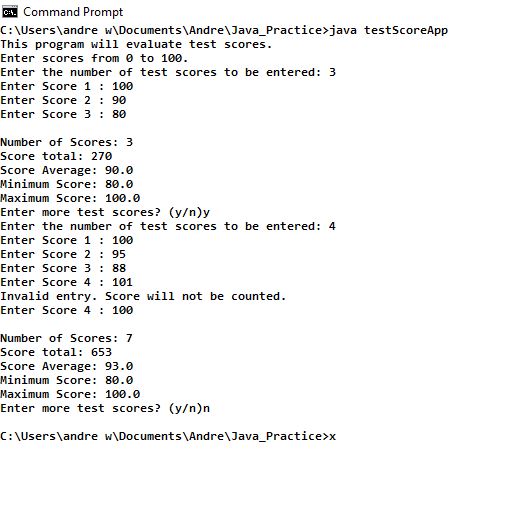 Command Prompt
C:\Users\andre w\Documents\Andre\Java_Practice>java testScoreApp
This program will evaluate test scores.
Enter scores from 0 to 100.
Enter the number of test scores to be entered: 3
Enter Score 1 : 100
Enter Score 2 : 90
Enter Score 3 : 80

Number of Scores: 3
Score total: 270
Score Average: 90.0
Minimum Score: 80.0
Maximum Score: 100.0
Enter more test scores? (y/n)y
Enter the number of test scores to be entered: 4
Enter Score 1 : 100
Enter Score 2 : 95
Enter Score 3 : 88
Enter Score 4 : 101
Invalid entry. Score will not be counted.
Enter Score 4 : 100

Number of Scores: 7
Score total: 653
Score Average: 93.0
Minimum Score: 80.0
Maximum Score: 100.0
Enter more test scores? (y/n)n

C:\Users\andre w\Documents\Andre\Java_Practice>x